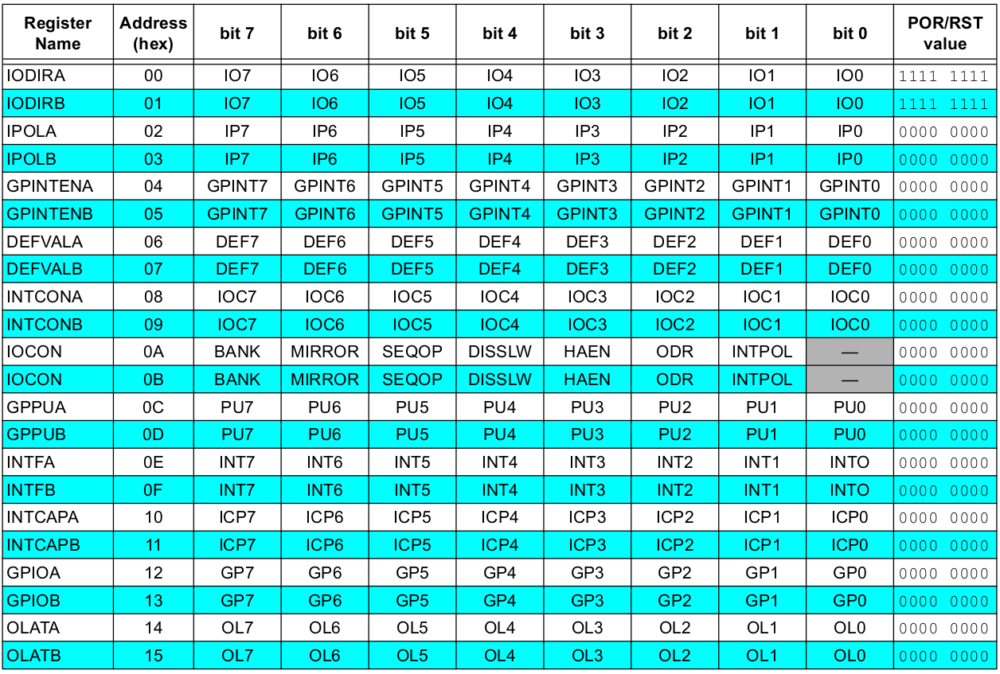 Register Name Address (hex) bit 7 bit 6 bit 5 bit 4 bit 3 bit 2 bit 1 bit 0 POR/RST value
IODIRA 00 IO7 IO6 IO5 IO4 IO3 IO2 IO1 IO0 1111 1111
IODIRB 01 IO7 IO6 IO5 IO4 IO3 IO2 IO1 IO0 1111 1111
IPOLA 02 IP7 IP6 IP5 IP4 IP3 IP2 IP1 IP0 0000 0000
IPOLB 03 IP7 IP6 IP5 IP4 IP3 IP2 IP1 IP0 0000 0000
GPINTENA 04 GPINT7 GPINT6 GPINT5 GPINT4 GPINT3 GPINT2 GPINT1 GPINT0 0000 0000
GPINTENB 05 GPINT7 GPINT6 GPINT5 GPINT4 GPINT3 GPINT2 GPINT1 GPINT0 0000 0000
DEFVALA 06 DEF7 DEF6 DEF5 DEF4 DEF3 DEF2 DEF1 DEF0 0000 0000
DEFVALB 07 DEF7 DEF6 DEF5 DEF4 DEF3 DEF2 DEF1 DEF0 0000 0000
INTCONA 08 IOC7 IOC6 IOC5 IOC4 IOC3 IOC2 IOC1 IOC0 0000 0000
INTCONB 09 IOC7 IOC6 IOC5 IOC4 IOC3 IOC2 IOC1 IOC0 0000 0000
IOCON 0A BANK MIRROR SEQOP DISSLW HAEN ODR INTPOL — 0000 0000
IOCON 0B BANK MIRROR SEQOP DISSLW HAEN ODR INTPOL — 0000 0000
GPPUA 0C PU7 PU6 PU5 PU4 PU3 PU2 PU1 PU0 0000 0000
GPPUB 0D PU7 PU6 PU5 PU4 PU3 PU2 PU1 PU0 0000 0000
INTFA 0E INT7 INT6 INT5 INT4 INT3 INT2 INT1 INTO 0000 0000
INTFB 0F INT7 INT6 INT5 INT4 INT3 INT2 INT1 INTO 0000 0000
INTCAPA 10 ICP7 ICP6 ICP5 ICP4 ICP3 ICP2 ICP1 ICP0 0000 0000
INTCAPB 11 ICP7 ICP6 ICP5 ICP4 ICP3 ICP2 ICP1 ICP0 0000 0000
GPIOA 12 GP7 GP6 GP5 GP4 GP3 GP2 GP1 GP0 0000 0000
GPIOB 13 GP7 GP6 GP5 GP4 GP3 GP2 GP1 GP0 0000 0000
OLATA 14 OL7 OL6 OL5 OL4 OL3 OL2 OL1 OL0 0000 0000
OLATB 15 OL7 OL6 OL5 OL4 OL3 OL2 OL1 OL0 0000 0000